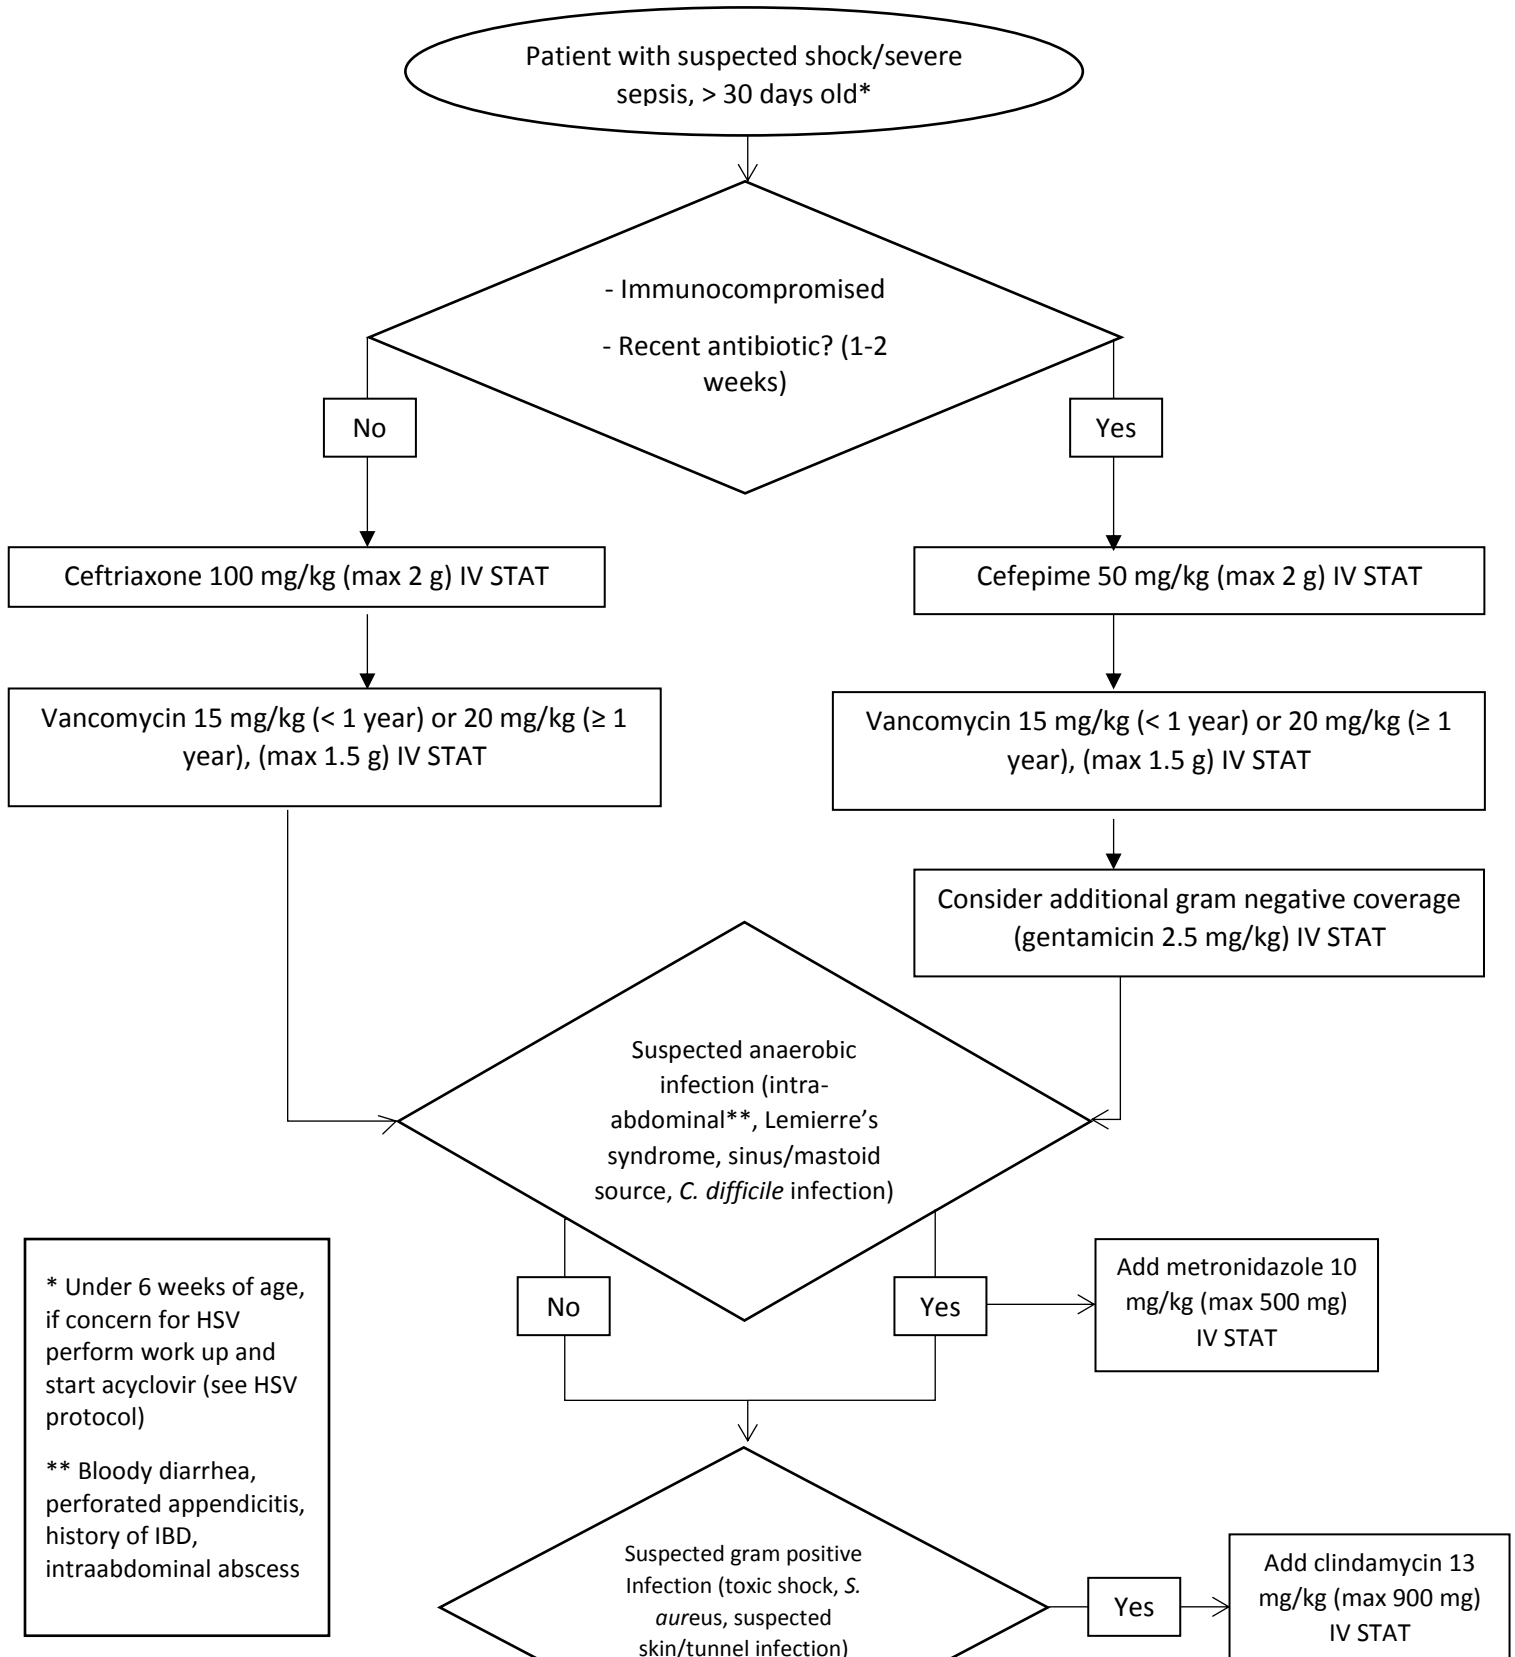 Patient with suspected shock/severe
sepsis, > 30 days old*
- Immunocompromised
- Recent antibiotic? (1-2
weeks)
No
Yes
Ceftriaxone 100 mg/kg (max 2 g) IV STAT
Cefepime 50 mg/kg (max 2 g) IV STAT
Vancomycin 15 mg/kg (< 1 year) or 20 mg/kg (≥ 1
year), (max 1.5 g) IV STAT
Vancomycin 15 mg/kg (< 1 year) or 20 mg/kg (≥ 1
year), (max 1.5 g) IV STAT
Consider additional gram negative coverage
(gentamicin 2.5 mg/kg) IV STAT
Suspected anaerobic
infection (intra-
abdominal**, Lemierre’s
syndrome, sinus/mastoid
source, C. difficile infection)
No
Yes
Add metronidazole 10
mg/kg (max 500 mg)
IV STAT
* Under 6 weeks of age,
if concern for HSV
perform work up and
start acyclovir (see HSV
protocol)
** Bloody diarrhea,
perforated appendicitis,
history of IBD,
intraabdominal abscess
Suspected gram positive
Infection (toxic shock, S.
aureus, suspected
skin/tunnel infection)
Yes
Add clindamycin 13
mg/kg (max 900 mg)
IV STAT